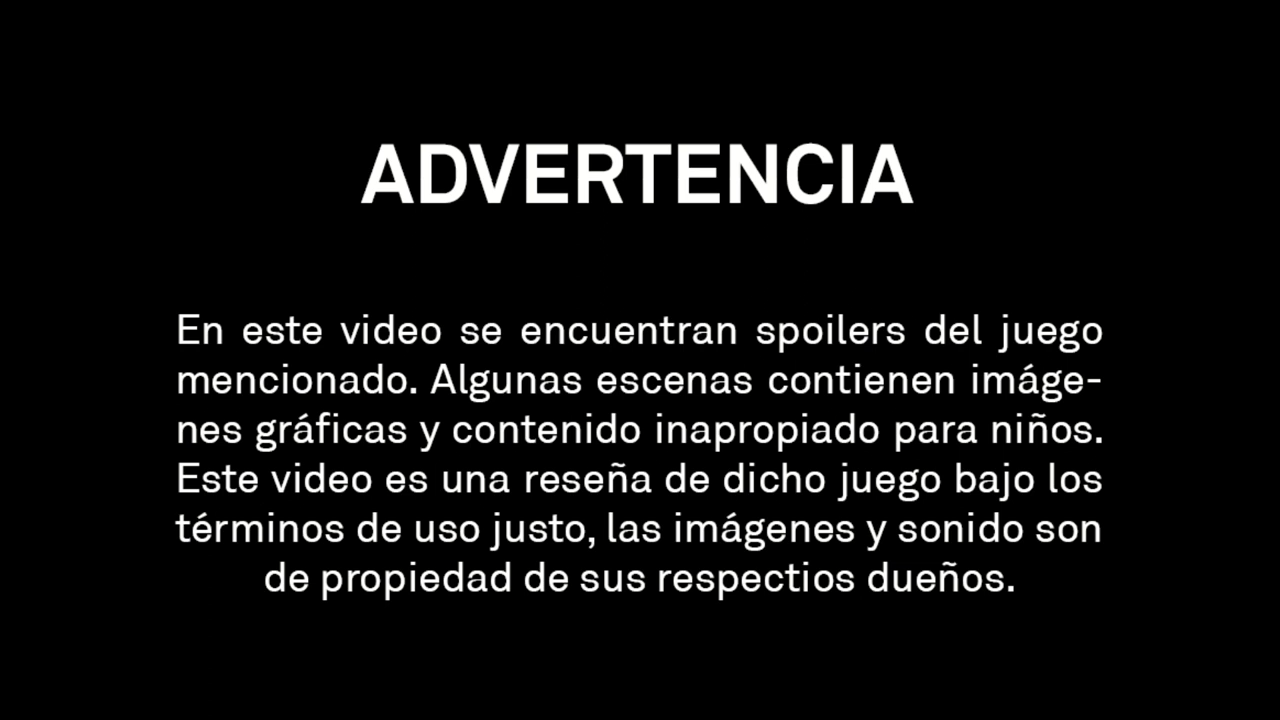 ADVERTENCIA
En este video se encuentran spoilers del juego
mencionado. Algunas escenas contienen imáge-
nes gráficas y contenido inapropiado para niños.
Este video es una reseña de dicho juego bajo los
términos de uso justo, las imágenes y sonido son
de propiedad de sus respectios dueños.